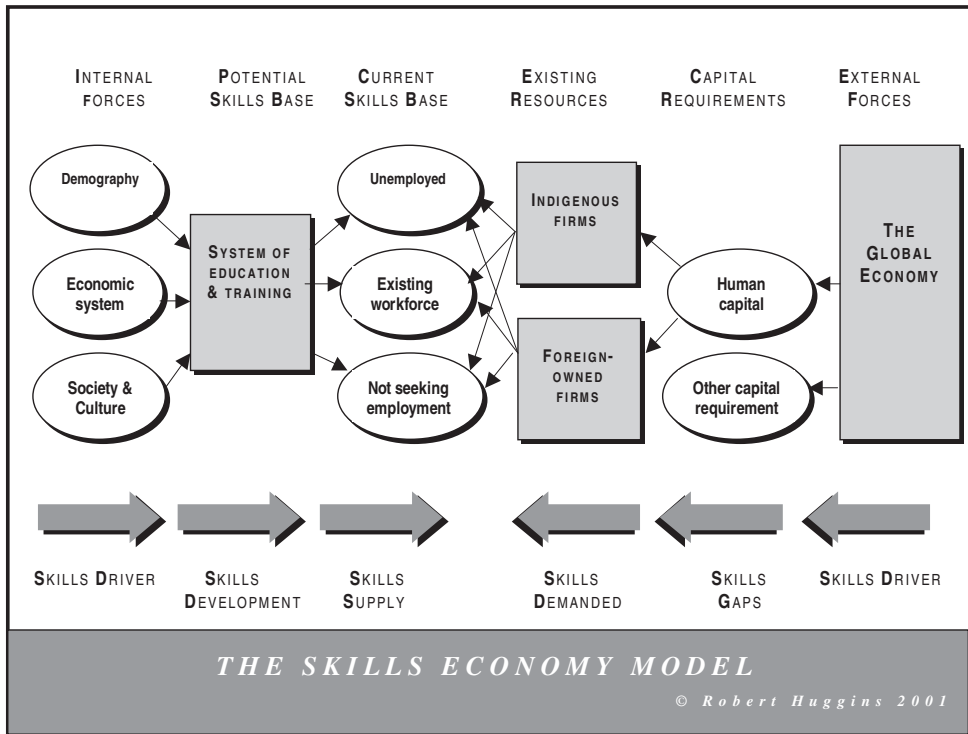 INTERNAL FORCES
POTENTIAL SKILLS BASE
CURRENT SKILLS BASE
EXISTING RESOURCES
CAPITAL REQUIREMENTS
EXTERNAL FORCES
Demography
Economic
system
Society &
Culture
SYSTEM OF
EDUCATION
& TRAINING
Unemployed
Existing
workforce
Not seeking
employment
INDIGENOUS
FIRMS
FOREIGN-
OWNED
FIRMS
Human
capital
Other capital
requirement
THE
GLOBAL
ECONOMY
SKILLS DRIVER
SKILLS
DEVELOPMENT
SKILLS
SUPPLY
SKILLS
DEMANDED
SKILLS
GAPS
SKILLS DRIVER
THE SKILLS ECONOMY MODEL
© Robert Huggins 2001